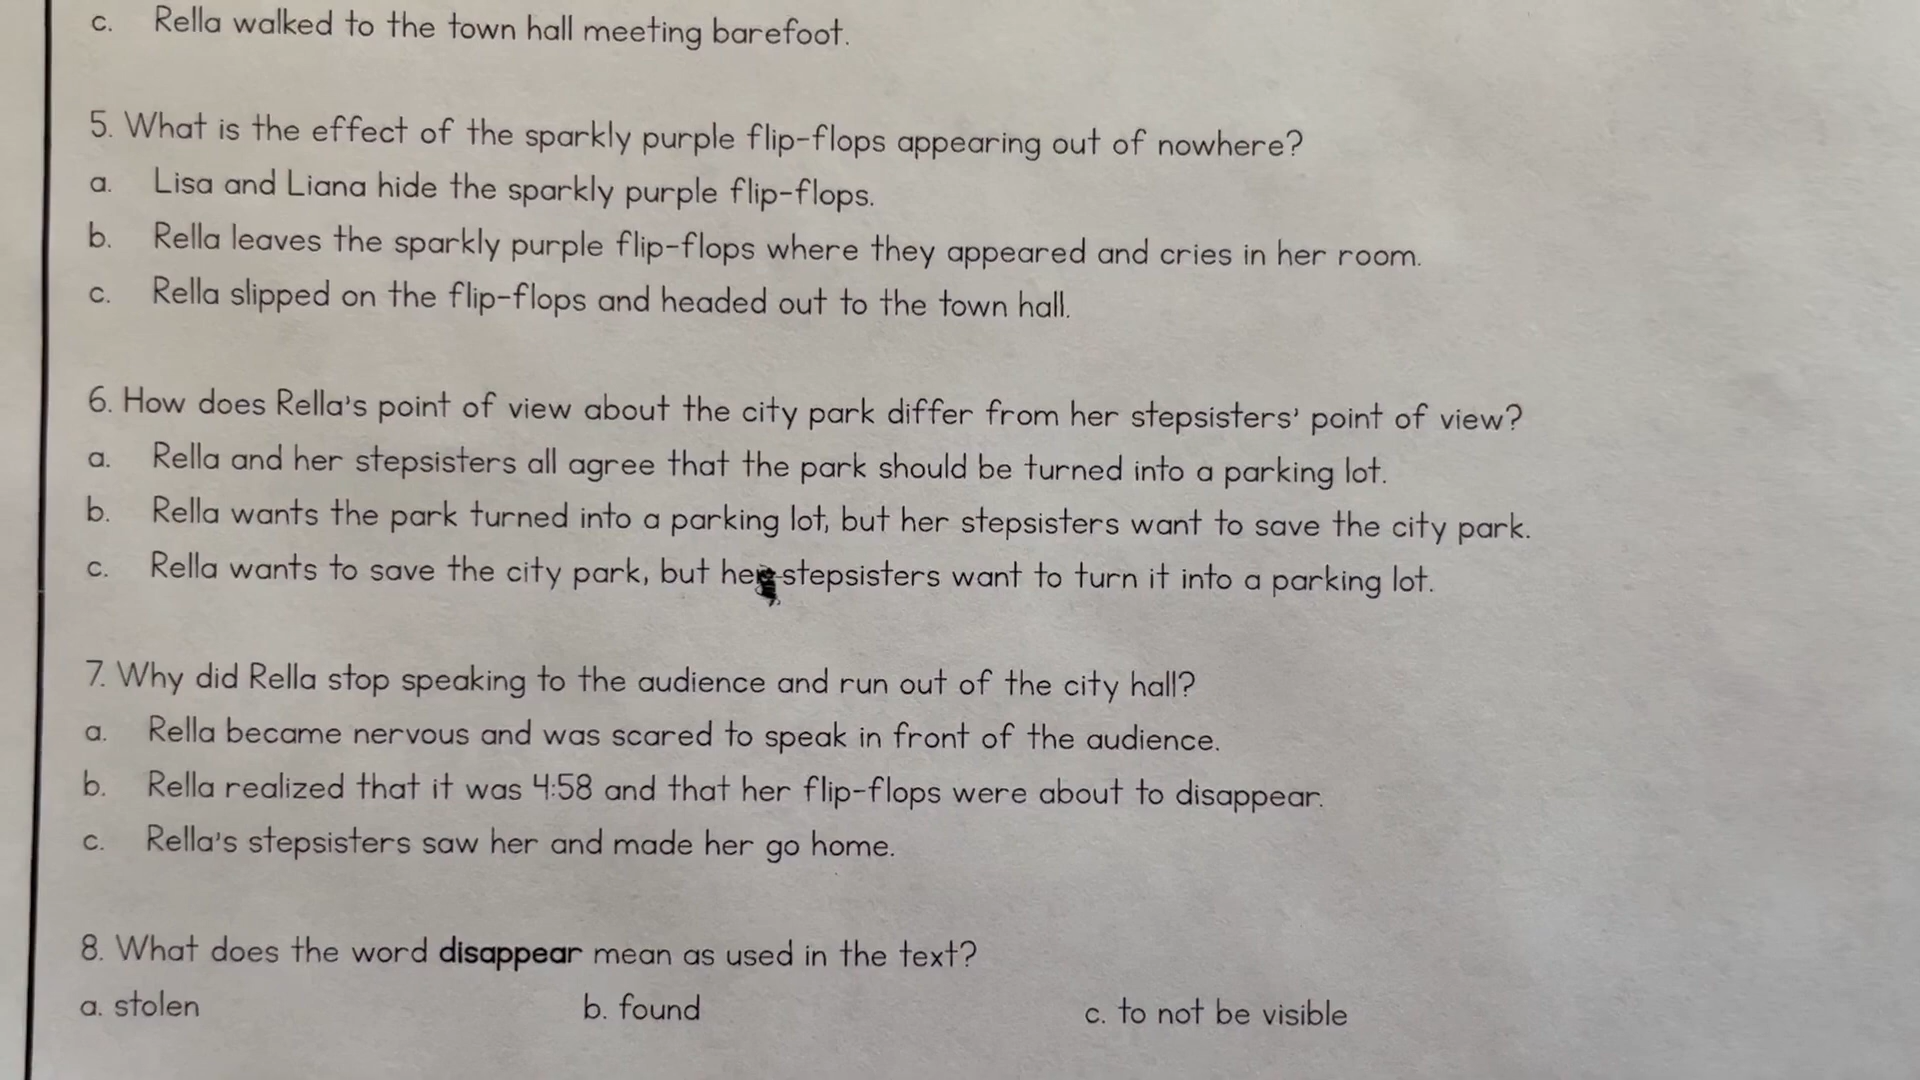 c. Rella walked to the town hall meeting barefoot.
5. What is the effect of the sparkly purple flip-flops appearing out of nowhere?
a. Lisa and Liana hide the sparkly purple flip-flops.
b. Rella leaves the sparkly purple flip-flops where they appeared and cries in her room.
c. Rella slipped on the flip-flops and headed out to the town hall.
6. How does Rella's point of view about the city park differ from her stepsisters' point of view?
a. Rella and her stepsisters all agree that the park should be turned into a parking lot.
b. Rella wants the park turned into a parking lot, but her stepsisters want to save the city park.
c. Rella wants to save the city park, but her stepsisters want to turn it into a parking lot.
7. Why did Rella stop speaking to the audience and run out of the city hall?
a. Rella became nervous and was scared to speak in front of the audience.
b. Rella realized that it was 4:58 and that her flip-flops were about to disappear.
c. Rella's stepsisters saw her and made her go home.
8. What does the word disappear mean as used in the text?
a. stolen b. found c. to not be visible